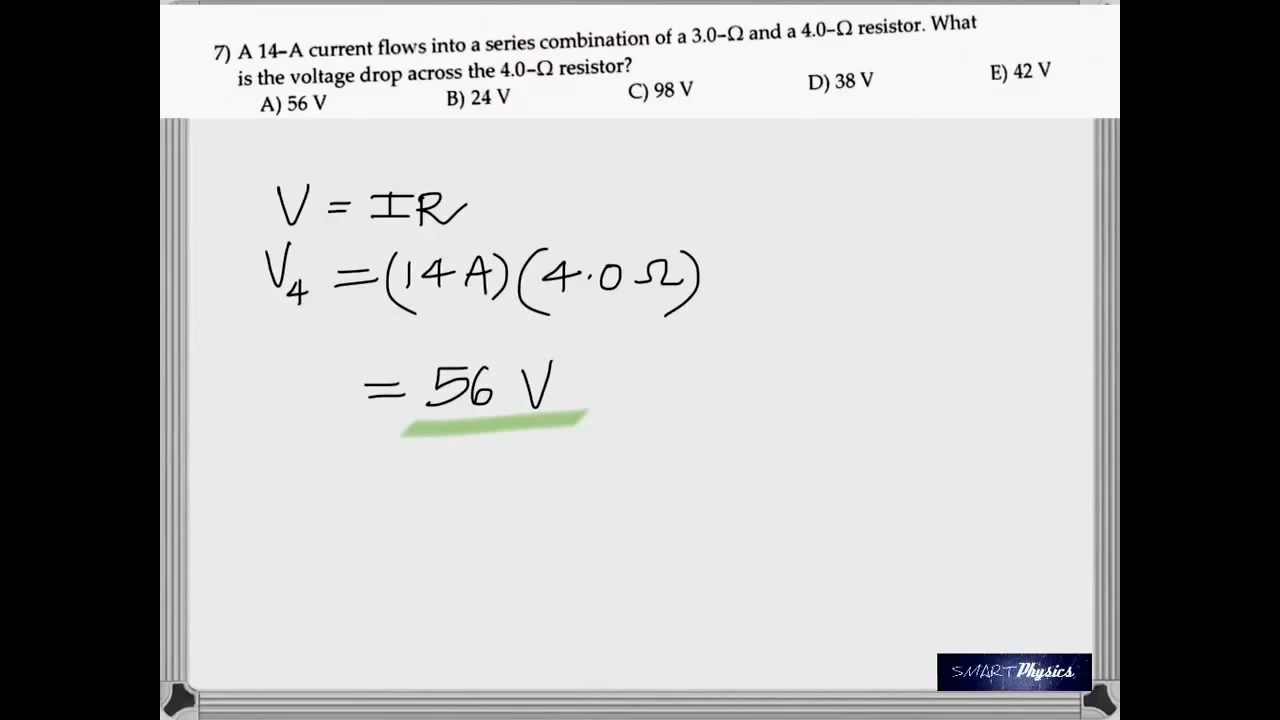 7) A 14-A current flows into a series combination of a 3.0-Ω and a 4.0-Ω resistor. What
is the voltage drop across the 4.0-Ω resistor?
A) 56 V B) 24 V C) 98 V D) 38 V E) 42 V
V = IR
V₄ = (14 A)(4.0 Ω)
= 56 V
SMART Physics